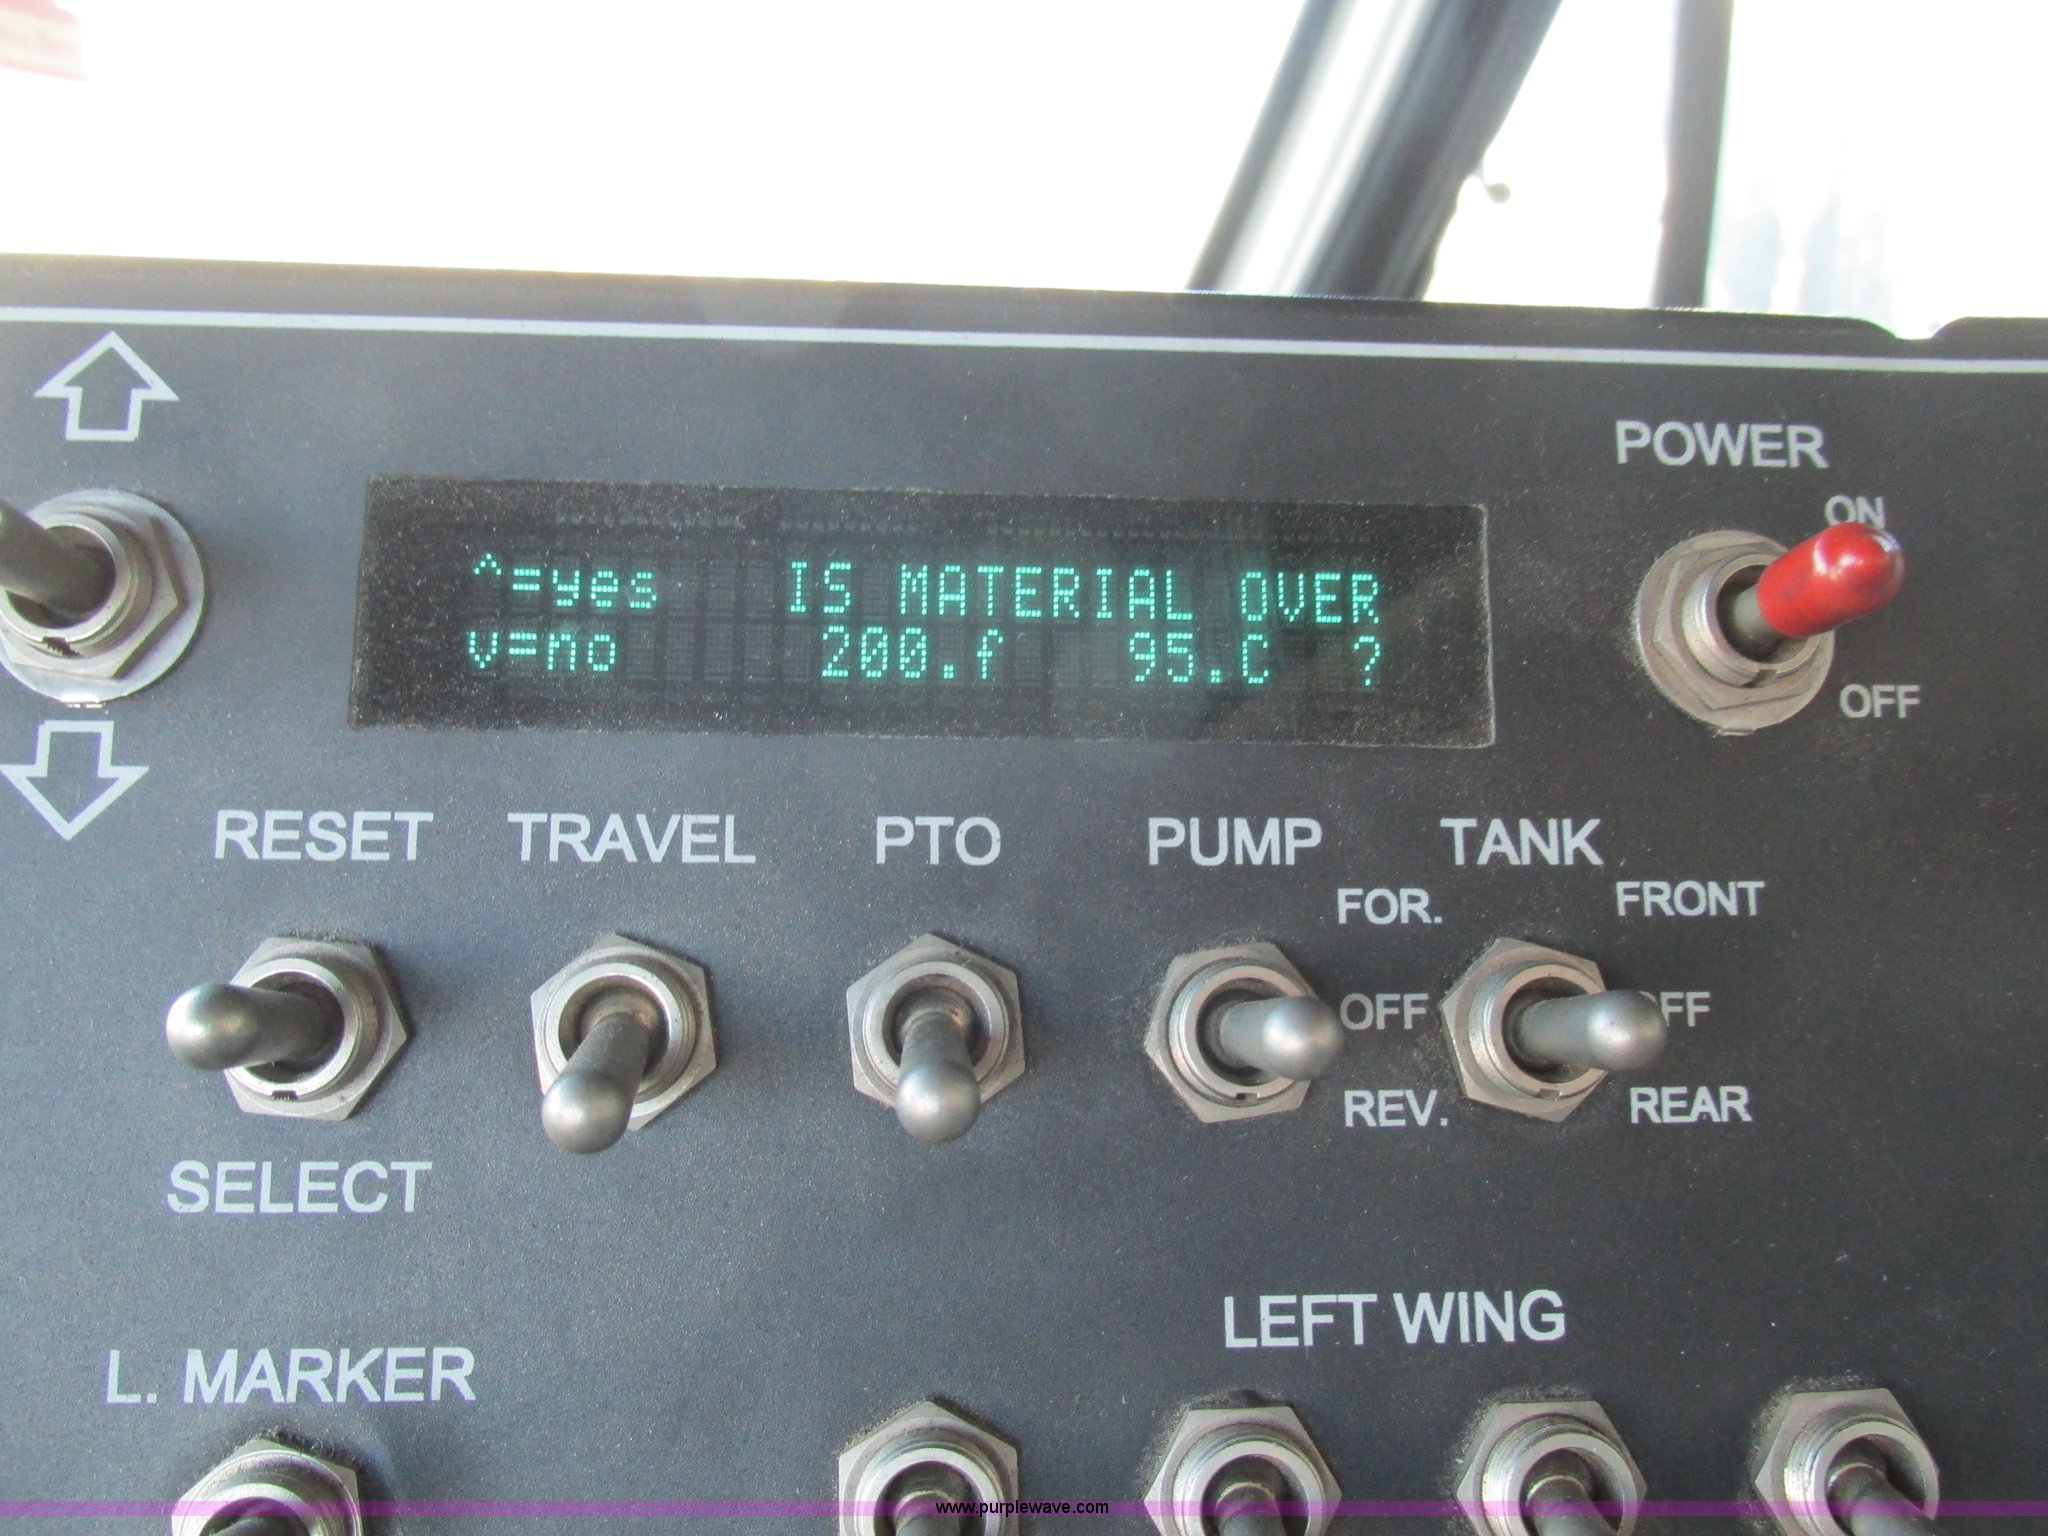 ^=yes IS MATERIAL OVER
v=no 200.f 95.C ?
POWER
ON
OFF
RESET
TRAVEL
PTO
PUMP
TANK
FOR.
FRONT
OFF
OFF
REV.
REAR
SELECT
LEFT WING
L. MARKER
www.purplewave.com